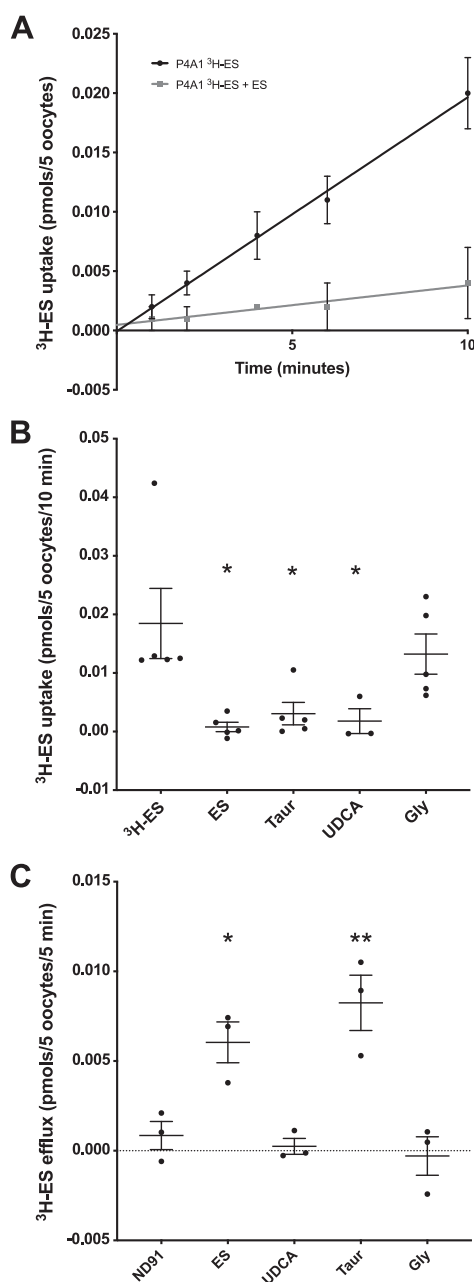 A
³H-ES uptake (pmols/5 oocytes)
0.025
0.020
0.015
0.010
0.005
0.000
-0.005
P4A1 ³H-ES
P4A1 ³H-ES + ES
5
10
Time (minutes)
B
³H-ES uptake (pmols/5 oocytes/10 min)
0.05
0.04
0.03
0.02
0.01
0.00
-0.01
* * *
³H-ES ES Taur UDCA Gly
C
³H-ES efflux (pmols/5 oocytes/5 min)
0.015
0.010
0.005
0.000
-0.005
* **
ND91 ES UDCA Taur Gly